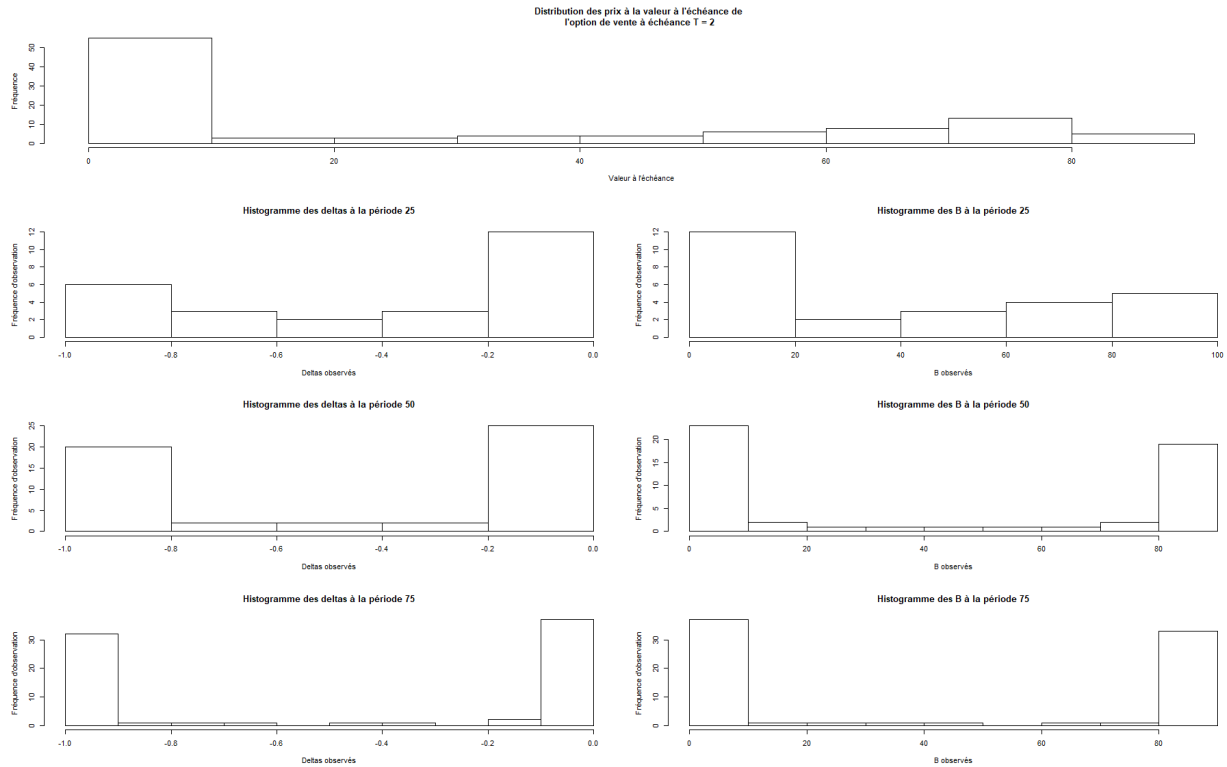 Distribution des prix à la valeur à l'échéance de
l'option de vente à échéance T = 2
Fréquence
0 10 20 30 40 50
0 20 40 60 80
Valeur à l'échéance
Histogramme des deltas à la période 25
Fréquence d'observation
0 2 4 6 8 10 12
-1.0 -0.8 -0.6 -0.4 -0.2 0.0
Deltas observés
Histogramme des B à la période 25
Fréquence d'observation
0 2 4 6 8 10 12
0 20 40 60 80 100
B observés
Histogramme des deltas à la période 50
Fréquence d'observation
0 5 10 15 20 25
-1.0 -0.8 -0.6 -0.4 -0.2 0.0
Deltas observés
Histogramme des B à la période 50
Fréquence d'observation
0 5 10 15 20
0 20 40 60 80
B observés
Histogramme des deltas à la période 75
Fréquence d'observation
0 10 20 30
-1.0 -0.8 -0.6 -0.4 -0.2 0.0
Deltas observés
Histogramme des B à la période 75
Fréquence d'observation
0 10 20 30
0 20 40 60 80
B observés